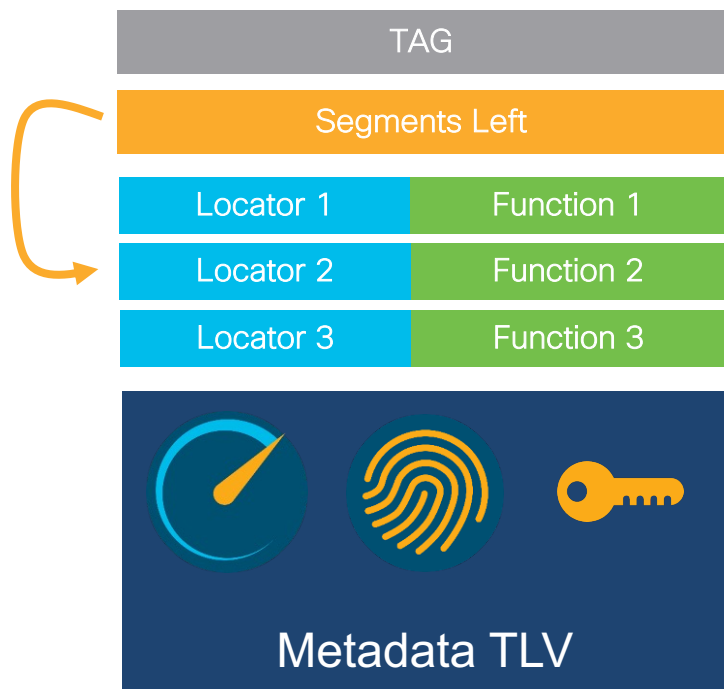 TAG
Segments Left
Locator 1 Function 1
Locator 2 Function 2
Locator 3 Function 3
Metadata TLV